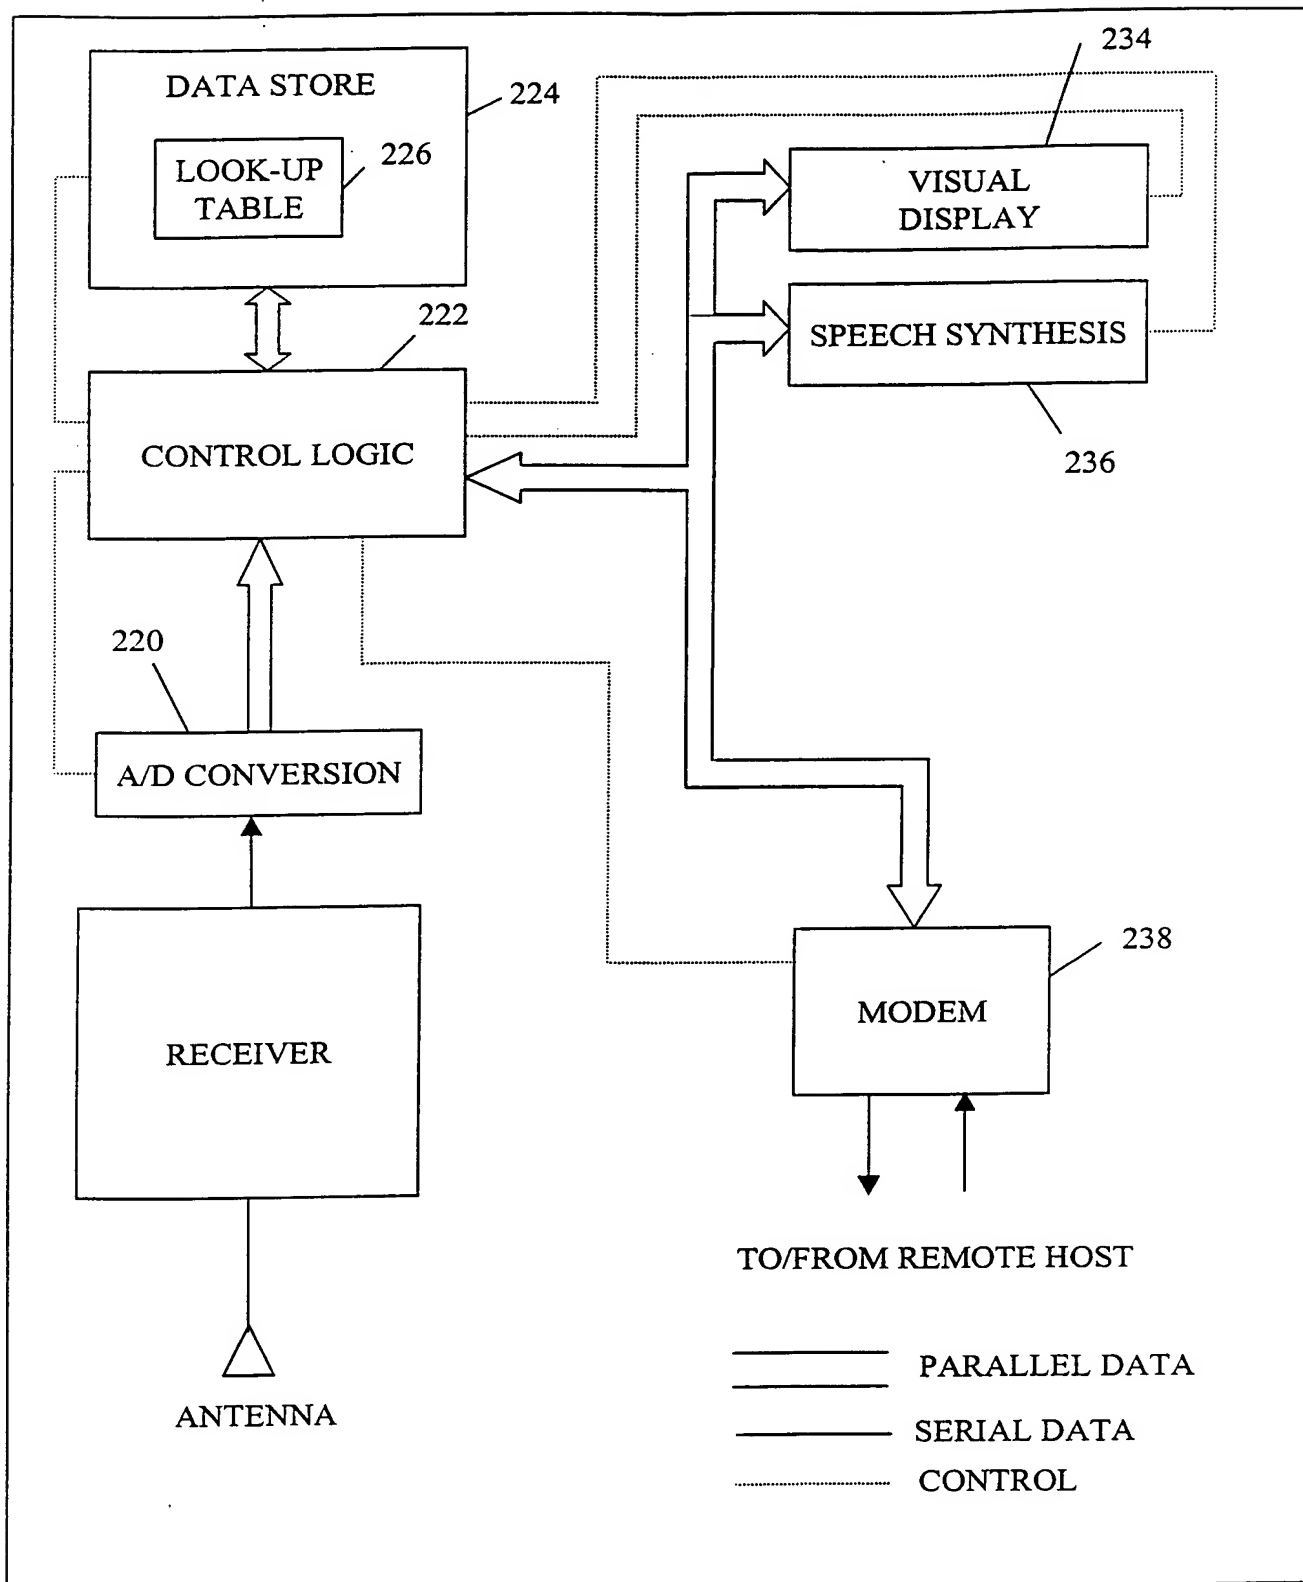 DATA STORE
224
LOOK-UP
TABLE
226
234
VISUAL
DISPLAY
SPEECH SYNTHESIS
236
222
CONTROL LOGIC
220
A/D CONVERSION
RECEIVER
ANTENNA
238
MODEM
TO/FROM REMOTE HOST
PARALLEL DATA
SERIAL DATA
CONTROL